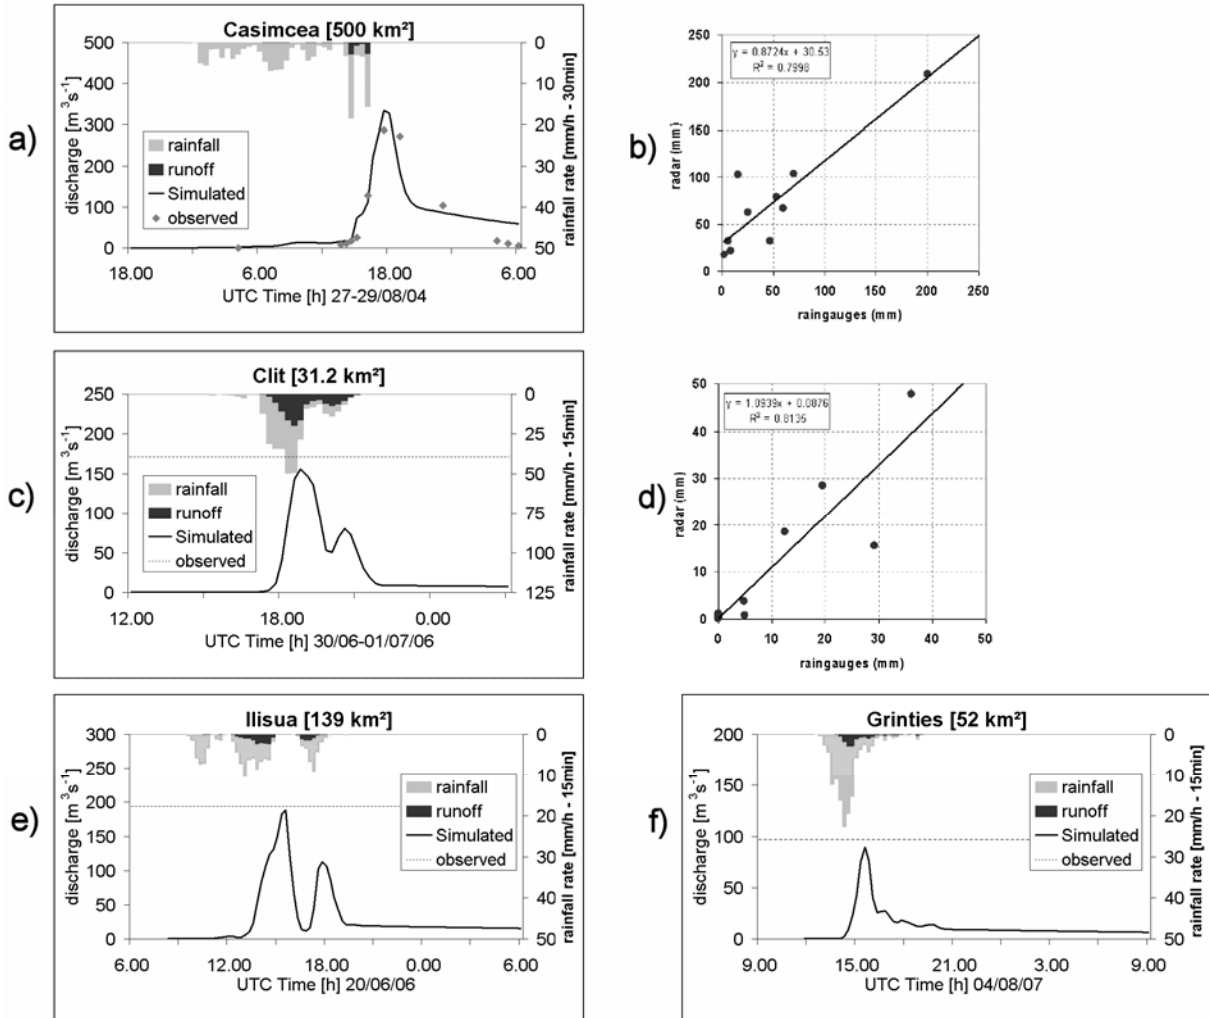 a)
Casimcea [500 km²]
discharge [m ³s⁻¹]
500
400
300
200
100
0
rainfall
runoff
Simulated
observed
0
10
20
30
40
50
rainfall rate [mm/h - 30min]
18.00 6.00 18.00 6.00
UTC Time [h] 27-29/08/04
b)
radar (mm)
250
200
150
100
50
0
y = 0.8724x + 30.53
R² = 0.7998
0 50 100 150 200 250
raingauges (mm)
c)
Clit [31.2 km²]
discharge [m ³s⁻¹]
250
200
150
100
50
0
rainfall
runoff
Simulated
observed
0
25
50
75
100
125
rainfall rate [mm/h - 15min]
12.00 18.00 0.00
UTC Time [h] 30/06-01/07/06
d)
radar (mm)
50
40
30
20
10
0
y = 1.0939x + 0.0876
R² = 0.8135
0 10 20 30 40 50
raingauges (mm)
e)
Ilisua [139 km²]
discharge [m ³s⁻¹]
300
250
200
150
100
50
0
rainfall
runoff
Simulated
observed
0
10
20
30
40
50
rainfall rate [mm/h - 15min]
6.00 12.00 18.00 0.00 6.00
UTC Time [h] 20/06/06
f)
Grinties [52 km²]
discharge [m ³s⁻¹]
200
150
100
50
0
rainfall
runoff
Simulated
observed
0
10
20
30
40
50
rainfall rate [mm/h - 15min]
9.00 15.00 21.00 3.00 9.00
UTC Time [h] 04/08/07